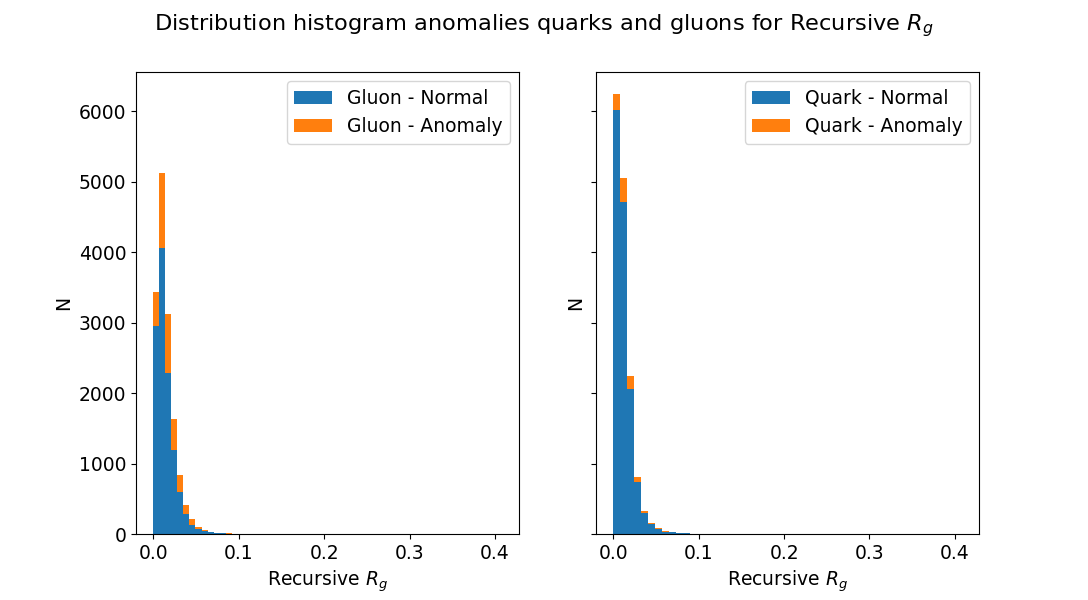 Distribution histogram anomalies quarks and gluons for Recursive $R_g$
Gluon - Normal
Gluon - Anomaly
6000
5000
4000
3000
2000
1000
0
N
0.0 0.1 0.2 0.3 0.4
Recursive $R_g$
Quark - Normal
Quark - Anomaly
N
0.0 0.1 0.2 0.3 0.4
Recursive $R_g$